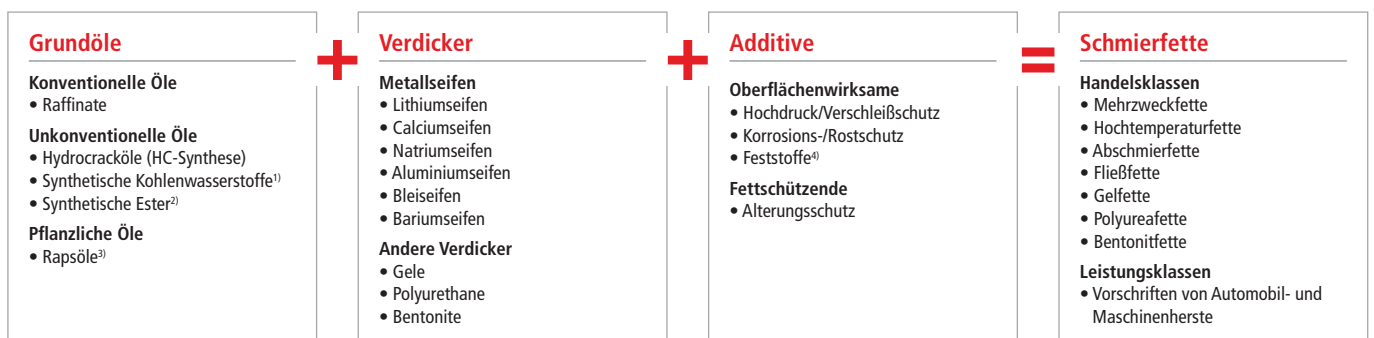 Grundöle
Konventionelle Öle
• Raffinate
Unkonventionelle Öle
• Hydrocracköle (HC-Synthese)
• Synthetische Kohlenwasserstoffe¹⁾
• Synthetische Ester²⁾
Pflanzliche Öle
• Rapsöle³⁾
+
Verdicker
Metallseifen
• Lithiumseifen
• Calciumseifen
• Natriumseifen
• Aluminiumseifen
• Bleiseifen
• Bariumseifen
Andere Verdicker
• Gele
• Polyurethane
• Bentonite
+
Additive
Oberflächenwirksame
• Hochdruck/Verschleißschutz
• Korrosions-/Rostschutz
• Feststoffe⁴⁾
Fettschützende
• Alterungsschutz
=
Schmierfette
Handelsklassen
• Mehrzweckfette
• Hochtemperaturfette
• Abschmierfette
• Fließfette
• Gelfette
• Polyureafette
• Bentonitfette
Leistungsklassen
• Vorschriften von Automobil- und
Maschinenherste